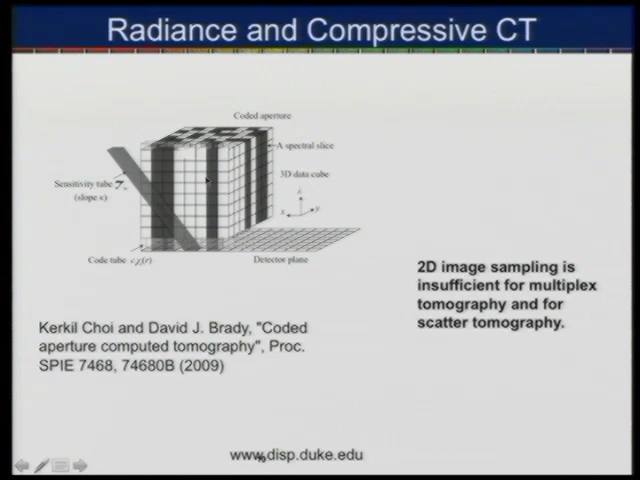 Radiance and Compressive CT
Coded aperture
A spectral slice
Sensitivity tube
3D data cube
(slope κ)
λ
x
y
Code tube
Detector plane
2D image sampling is
insufficient for multiplex
tomography and for
scatter tomography.
Kerkil Choi and David J. Brady, "Coded
aperture computed tomography", Proc.
SPIE 7468, 74680B (2009)
www.disp.duke.edu